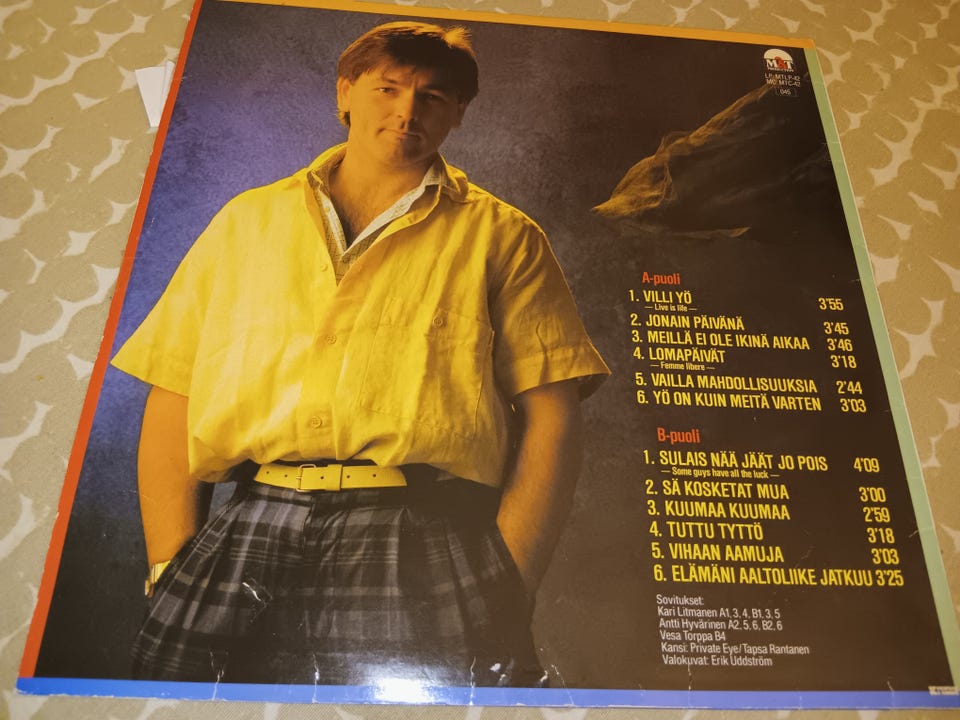 M&T
LP: MTLP-42
MC: MTC-42
045
A-puoli
1. VILLI YÖ 3'55
— Live is life —
2. JONAIN PÄIVÄNÄ 3'45
3. MEILLÄ EI OLE IKINÄ AIKAA 3'46
4. LOMAPÄIVÄT 3'18
— Femme libere —
5. VAILLA MAHDOLLISUUKSIA 2'44
6. YÖ ON KUIN MEITÄ VARTEN 3'03
B-puoli
1. SULAIS NÄÄ JÄÄT JO POIS 4'09
— Some guys have all the luck —
2. SÄ KOSKETAT MUA 3'00
3. KUUMAA KUUMAA 2'59
4. TUTTU TYTTÖ 3'18
5. VIHAAN AAMUJA 3'03
6. ELÄMÄNI AALTOLIIKE JATKUU 3'25
Sovitukset:
Kari Litmanen A1, 3, 4, B1, 3, 5
Antti Hyvärinen A2, 5, 6, B2, 6
Vesa Torppa B4
Kansi: Private Eye/Tapsa Rantanen
Valokuvat: Erik Uddström